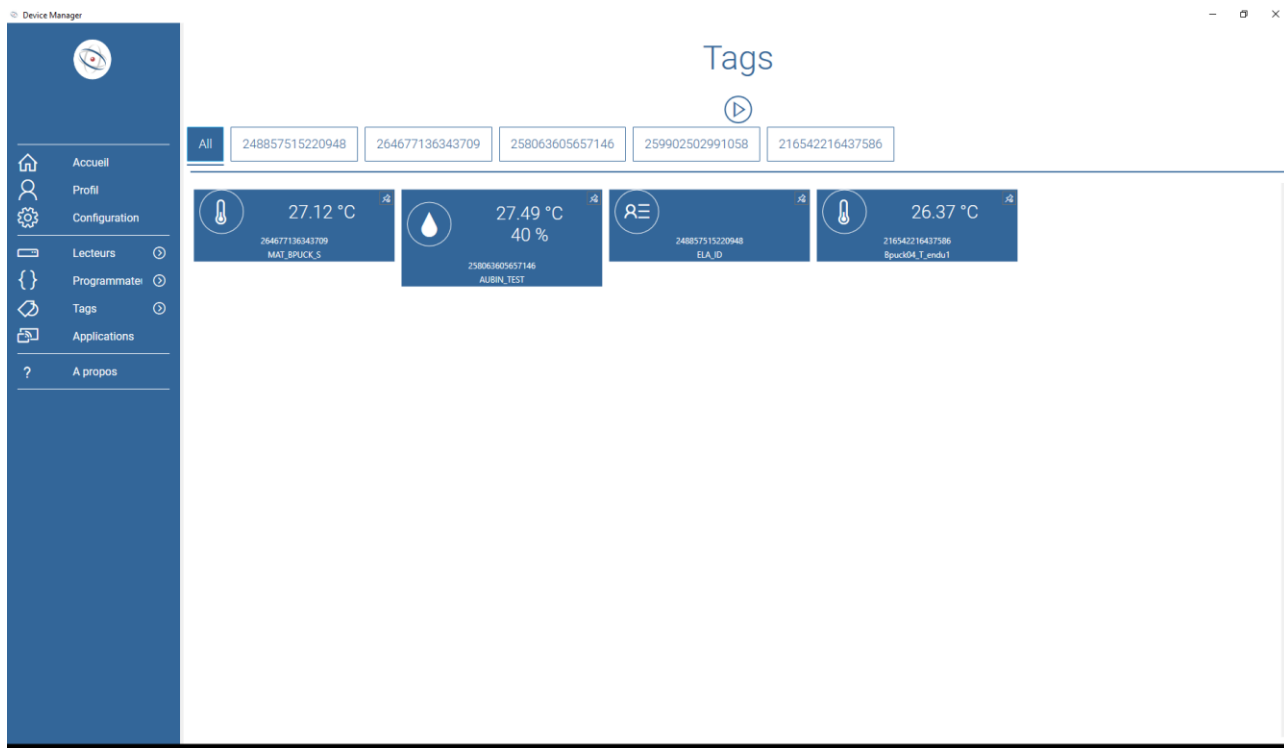 Device Manager
Tags
All
248857515220948
264677136343709
258063605657146
259902502991058
216542216437586
Accueil
Profil
Configuration
Lecteurs
Programmate
Tags
Applications
? A propos
27.12 °C
264677136343709
MAT_BPUCK_S
27.49 °C
40 %
258063605657146
AUBIN_TEST
248857515220948
ELA_ID
26.37 °C
216542216437586
Bpuck04_T_endu1